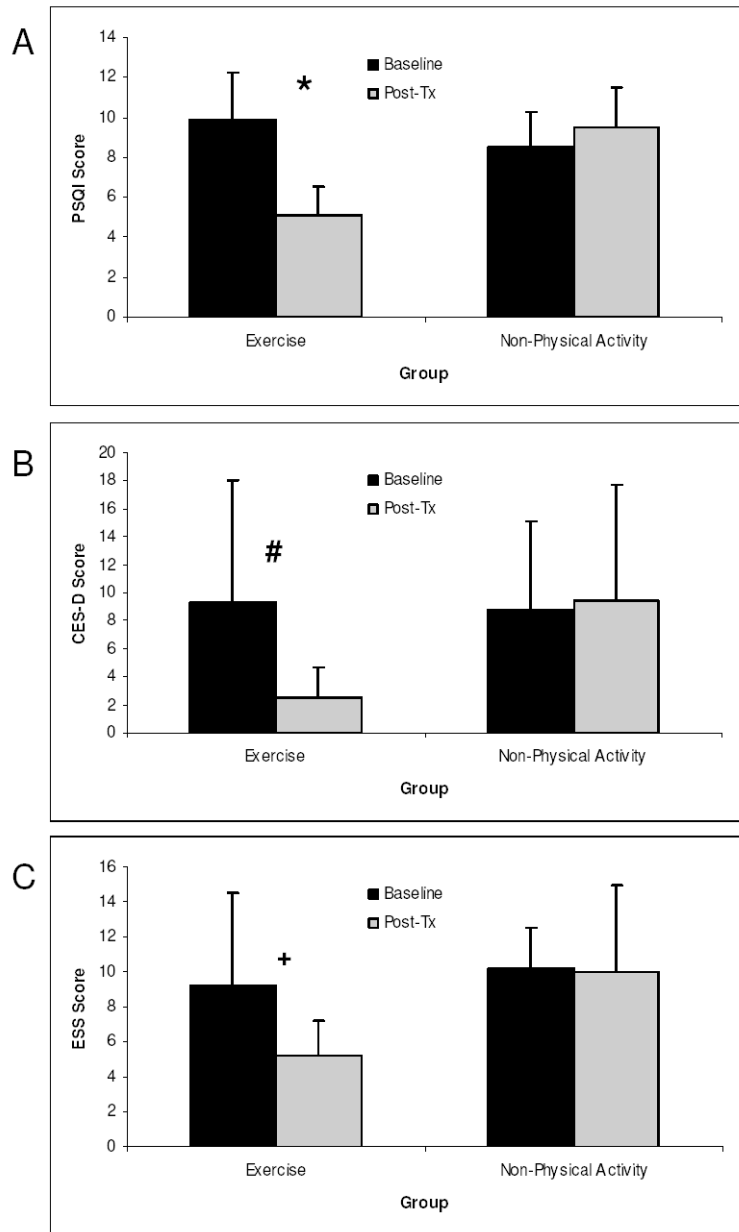 A
14
12
10
8
6
4
2
0
PSQI Score
Baseline
Post-Tx
*
Exercise
Non-Physical Activity
Group
B
20
18
16
14
12
10
8
6
4
2
0
CES-D Score
Baseline
Post-Tx
#
Exercise
Non-Physical Activity
Group
C
16
14
12
10
8
6
4
2
0
ESS Score
Baseline
Post-Tx
+
Exercise
Non-Physical Activity
Group